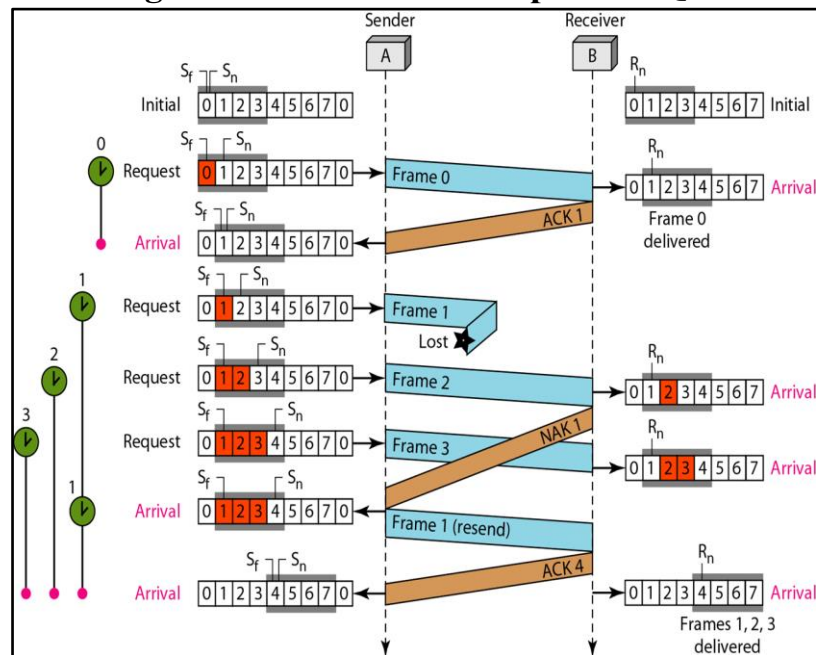 Sender Receiver
A B
Sf Sn Rn
Initial 0 1 2 3 4 5 6 7 0 0 1 2 3 4 5 6 7 Initial
0 Sf Sn Rn
Request 0 1 2 3 4 5 6 7 0 Frame 0 0 1 2 3 4 5 6 7 Arrival
Sf Sn ACK 1 Frame 0
Arrival 0 1 2 3 4 5 6 7 0 delivered
1 Sf Sn
Request 0 1 2 3 4 5 6 7 0 Frame 1
Lost
2 Sf Sn Rn
Request 0 1 2 3 4 5 6 7 0 Frame 2 0 1 2 3 4 5 6 7 Arrival
3 Sf Sn NAK 1 Rn
Request 0 1 2 3 4 5 6 7 0 Frame 3 0 1 2 3 4 5 6 7 Arrival
1 Sf Sn
Arrival 0 1 2 3 4 5 6 7 0 Frame 1 (resend)
Sf Sn ACK 4 Rn
Arrival 0 1 2 3 4 5 6 7 0 0 1 2 3 4 5 6 7 Arrival
Frames 1, 2, 3
delivered